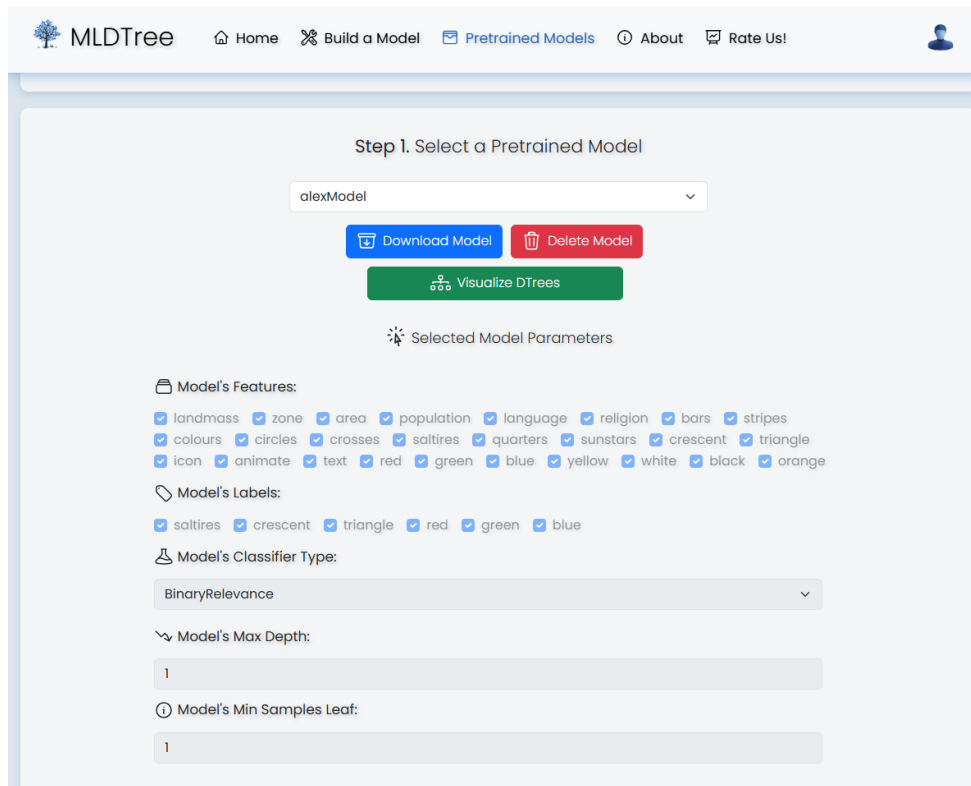 MLDTree Home Build a Model Pretrained Models About Rate Us!
Step 1. Select a Pretrained Model
alexModel
Download Model Delete Model
Visualize DTrees
Selected Model Parameters
Model's Features:
landmass zone area population language religion bars stripes
colours circles crosses saltires quarters sunstars crescent triangle
icon animate text red green blue yellow white black orange
Model's Labels:
saltires crescent triangle red green blue
Model's Classifier Type:
BinaryRelevance
Model's Max Depth:
1
Model's Min Samples Leaf:
1